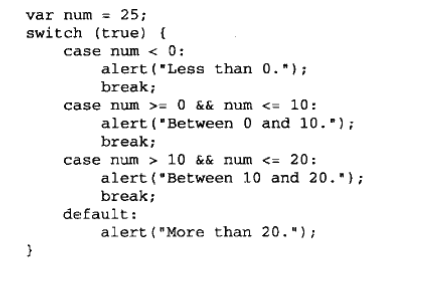 var num = 25;
switch (true) {
    case num < 0:
        alert("Less than 0.");
        break;
    case num >= 0 && num <= 10:
        alert("Between 0 and 10.");
        break;
    case num > 10 && num <= 20:
        alert("Between 10 and 20.");
        break;
    default:
        alert("More than 20.");
}